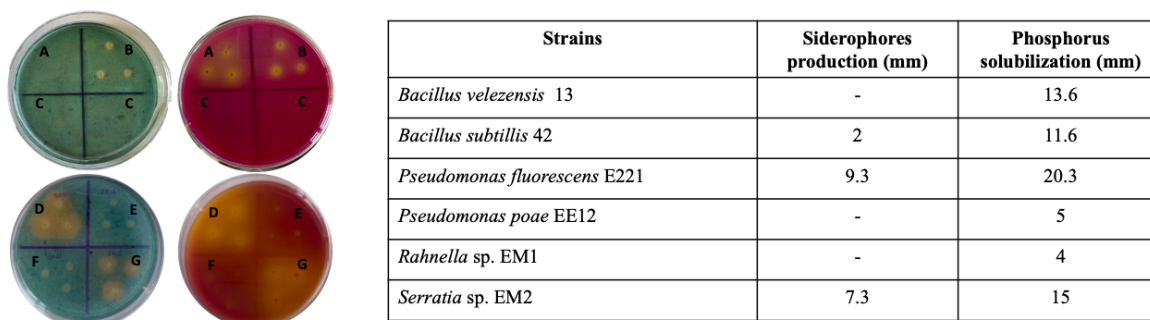 A
B
C
C
A
B
C
C
D
E
F
G
D
E
F
G
Strains Siderophores production (mm) Phosphorus solubilization (mm)
Bacillus velezensis 13 - 13.6
Bacillus subtillis 42 2 11.6
Pseudomonas fluorescens E221 9.3 20.3
Pseudomonas poae EE12 - 5
Rahnella sp. EM1 - 4
Serratia sp. EM2 7.3 15